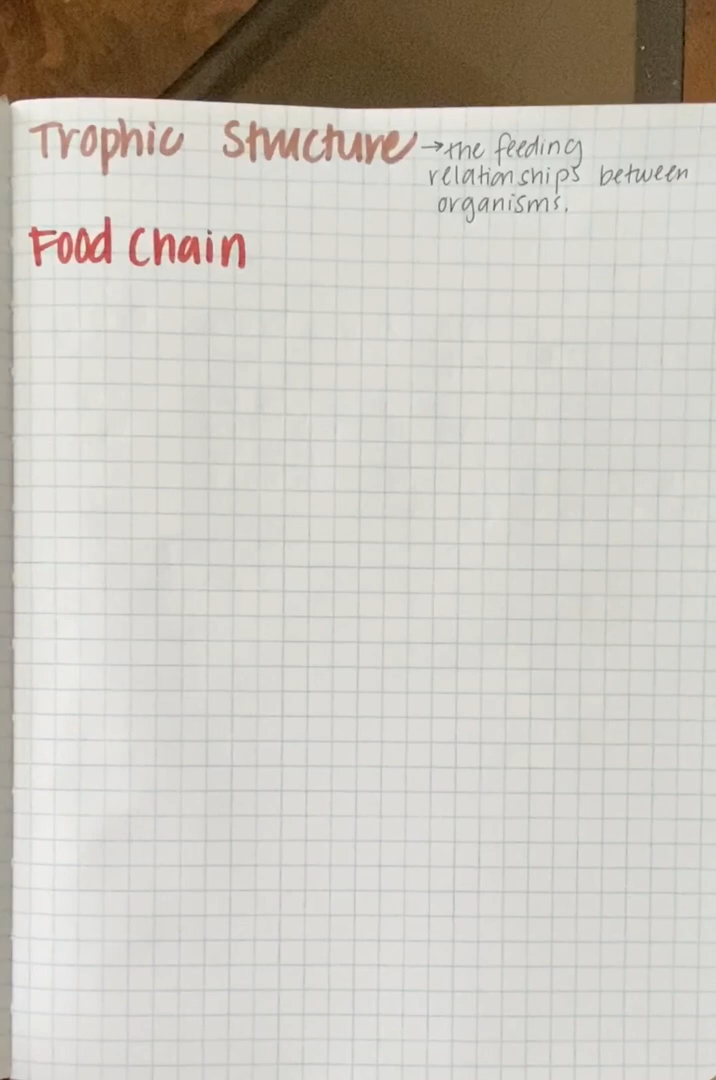 Trophic Structure → the feeding
relationships between
organisms.
Food Chain